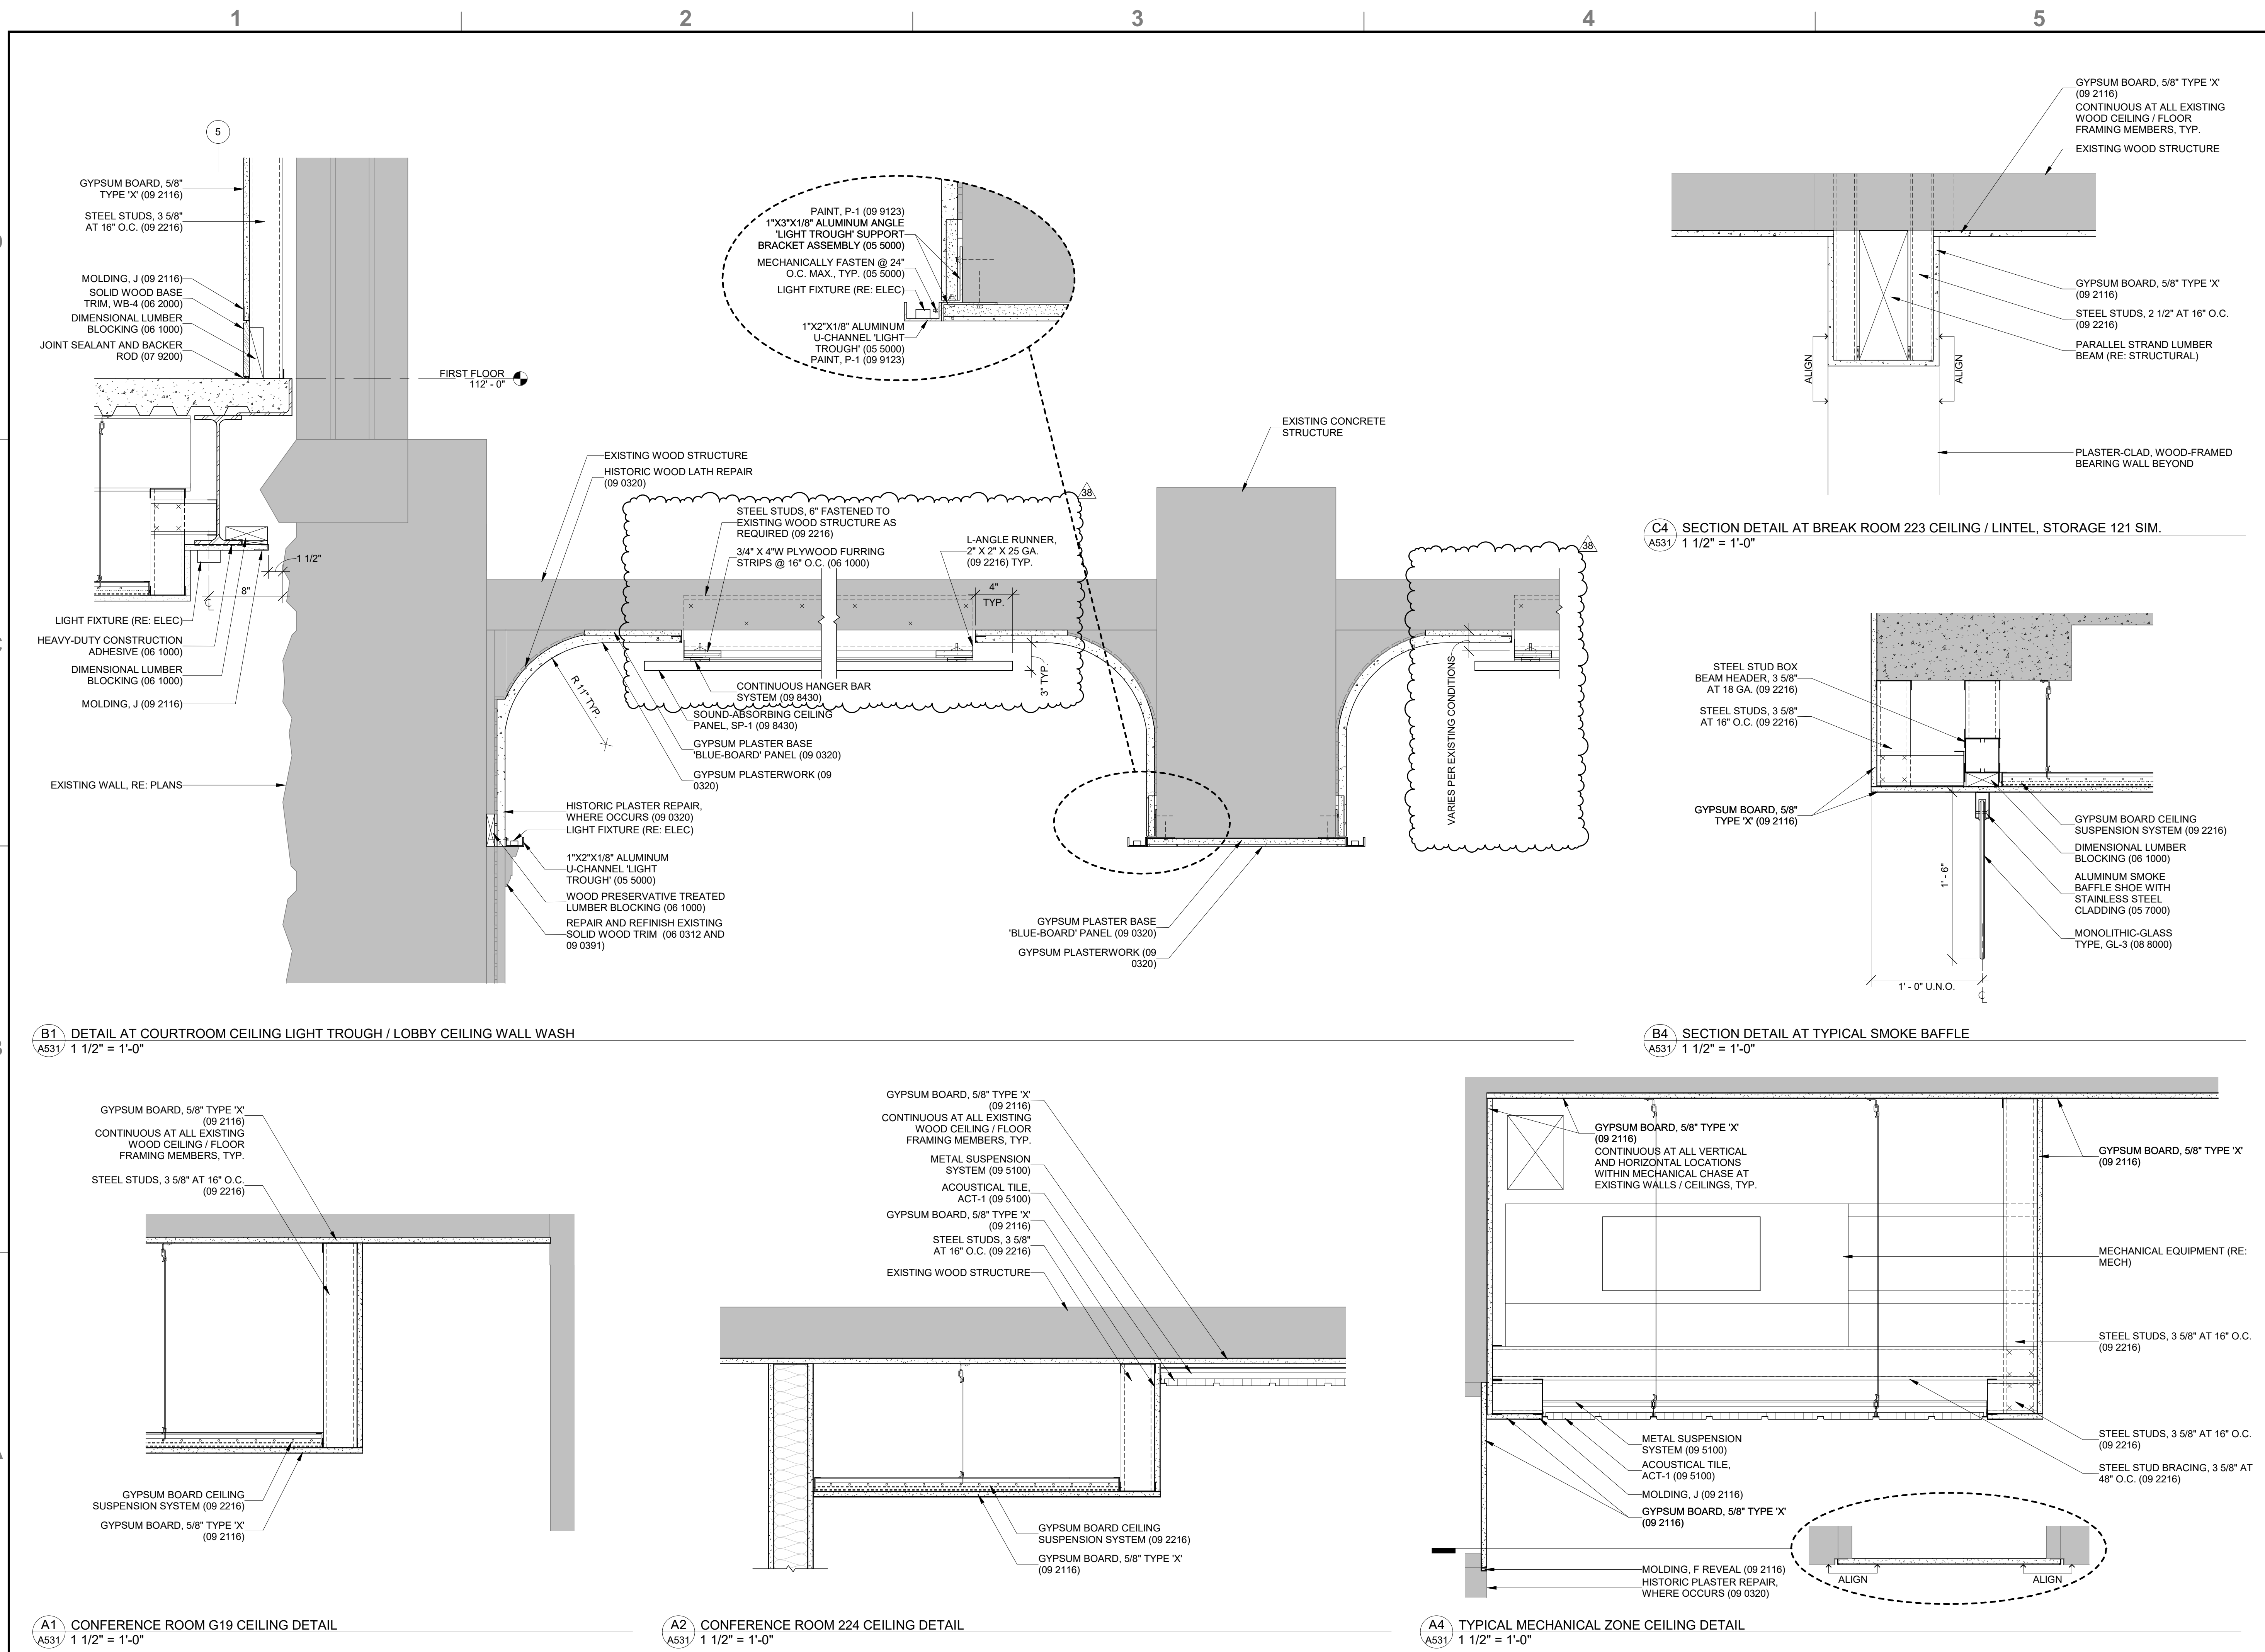 1
2
3
4
5
5
GYPSUM BOARD, 5/8"
TYPE 'X' (09 2116)
STEEL STUDS, 3 5/8"
AT 16" O.C. (09 2216)
MOLDING, J (09 2116)
SOLID WOOD BASE
TRIM, WB-4 (06 2000)
DIMENSIONAL LUMBER
BLOCKING (06 1000)
JOINT SEALANT AND BACKER
ROD (07 9200)
FIRST FLOOR
112' - 0"
1 1/2"
8"
LIGHT FIXTURE (RE: ELEC)
HEAVY-DUTY CONSTRUCTION
ADHESIVE (06 1000)
DIMENSIONAL LUMBER
BLOCKING (06 1000)
MOLDING, J (09 2116)
EXISTING WALL, RE: PLANS
PAINT, P-1 (09 9123)
1"X3"X1/8" ALUMINUM ANGLE
'LIGHT TROUGH' SUPPORT
BRACKET ASSEMBLY (05 5000)
MECHANICALLY FASTEN @ 24"
O.C. MAX., TYP. (05 5000)
LIGHT FIXTURE (RE: ELEC)
1"X2"X1/8" ALUMINUM
U-CHANNEL 'LIGHT
TROUGH' (05 5000)
PAINT, P-1 (09 9123)
EXISTING CONCRETE
STRUCTURE
EXISTING WOOD STRUCTURE
HISTORIC WOOD LATH REPAIR
(09 0320)
38
STEEL STUDS, 6" FASTENED TO
EXISTING WOOD STRUCTURE AS
REQUIRED (09 2216)
3/4" X 4"W PLYWOOD FURRING
STRIPS @ 16" O.C. (06 1000)
L-ANGLE RUNNER,
2" X 2" X 25 GA.
(09 2216) TYP.
4"
TYP.
38
R 11" TYP.
3" TYP.
CONTINUOUS HANGER BAR
SYSTEM (09 8430)
SOUND-ABSORBING CEILING
PANEL, SP-1 (09 8430)
GYPSUM PLASTER BASE
'BLUE-BOARD' PANEL (09 0320)
GYPSUM PLASTERWORK (09
0320)
VARIES PER EXISTING CONDITIONS
HISTORIC PLASTER REPAIR,
WHERE OCCURS (09 0320)
LIGHT FIXTURE (RE: ELEC)
1"X2"X1/8" ALUMINUM
U-CHANNEL 'LIGHT
TROUGH' (05 5000)
WOOD PRESERVATIVE TREATED
LUMBER BLOCKING (06 1000)
REPAIR AND REFINISH EXISTING
SOLID WOOD TRIM (06 0312 AND
09 0391)
GYPSUM PLASTER BASE
'BLUE-BOARD' PANEL (09 0320)
GYPSUM PLASTERWORK (09
0320)
B1
A531
DETAIL AT COURTROOM CEILING LIGHT TROUGH / LOBBY CEILING WALL WASH
1 1/2" = 1'-0"
GYPSUM BOARD, 5/8" TYPE 'X'
(09 2116)
CONTINUOUS AT ALL EXISTING
WOOD CEILING / FLOOR
FRAMING MEMBERS, TYP.
EXISTING WOOD STRUCTURE
GYPSUM BOARD, 5/8" TYPE 'X'
(09 2116)
STEEL STUDS, 2 1/2" AT 16" O.C.
(09 2216)
PARALLEL STRAND LUMBER
BEAM (RE: STRUCTURAL)
ALIGN
ALIGN
PLASTER-CLAD, WOOD-FRAMED
BEARING WALL BEYOND
C4
A531
SECTION DETAIL AT BREAK ROOM 223 CEILING / LINTEL, STORAGE 121 SIM.
1 1/2" = 1'-0"
STEEL STUD BOX
BEAM HEADER, 3 5/8"
AT 18 GA. (09 2216)
STEEL STUDS, 3 5/8"
AT 16" O.C. (09 2216)
GYPSUM BOARD, 5/8"
TYPE 'X' (09 2116)
GYPSUM BOARD CEILING
SUSPENSION SYSTEM (09 2216)
DIMENSIONAL LUMBER
BLOCKING (06 1000)
ALUMINUM SMOKE
BAFFLE SHOE WITH
STAINLESS STEEL
CLADDING (05 7000)
MONOLITHIC-GLASS
TYPE, GL-3 (08 8000)
1' - 6"
1' - 0" U.N.O.
B4
A531
SECTION DETAIL AT TYPICAL SMOKE BAFFLE
1 1/2" = 1'-0"
GYPSUM BOARD, 5/8" TYPE 'X'
(09 2116)
CONTINUOUS AT ALL EXISTING
WOOD CEILING / FLOOR
FRAMING MEMBERS, TYP.
STEEL STUDS, 3 5/8" AT 16" O.C.
(09 2216)
GYPSUM BOARD CEILING
SUSPENSION SYSTEM (09 2216)
GYPSUM BOARD, 5/8" TYPE 'X'
(09 2116)
A1
A531
CONFERENCE ROOM G19 CEILING DETAIL
1 1/2" = 1'-0"
GYPSUM BOARD, 5/8" TYPE 'X'
(09 2116)
CONTINUOUS AT ALL EXISTING
WOOD CEILING / FLOOR
FRAMING MEMBERS, TYP.
METAL SUSPENSION
SYSTEM (09 5100)
ACOUSTICAL TILE,
ACT-1 (09 5100)
GYPSUM BOARD, 5/8" TYPE 'X'
(09 2116)
STEEL STUDS, 3 5/8"
AT 16" O.C. (09 2216)
EXISTING WOOD STRUCTURE
GYPSUM BOARD CEILING
SUSPENSION SYSTEM (09 2216)
GYPSUM BOARD, 5/8" TYPE 'X'
(09 2116)
A2
A531
CONFERENCE ROOM 224 CEILING DETAIL
1 1/2" = 1'-0"
GYPSUM BOARD, 5/8" TYPE 'X'
(09 2116)
CONTINUOUS AT ALL VERTICAL
AND HORIZONTAL LOCATIONS
WITHIN MECHANICAL CHASE AT
EXISTING WALLS / CEILINGS, TYP.
GYPSUM BOARD, 5/8" TYPE 'X'
(09 2116)
MECHANICAL EQUIPMENT (RE:
MECH)
STEEL STUDS, 3 5/8" AT 16" O.C.
(09 2216)
STEEL STUDS, 3 5/8" AT 16" O.C.
(09 2216)
STEEL STUD BRACING, 3 5/8" AT
48" O.C. (09 2216)
METAL SUSPENSION
SYSTEM (09 5100)
ACOUSTICAL TILE,
ACT-1 (09 5100)
MOLDING, J (09 2116)
GYPSUM BOARD, 5/8" TYPE 'X'
(09 2116)
MOLDING, F REVEAL (09 2116)
HISTORIC PLASTER REPAIR,
WHERE OCCURS (09 0320)
ALIGN
ALIGN
A4
A531
TYPICAL MECHANICAL ZONE CEILING DETAIL
1 1/2" = 1'-0"